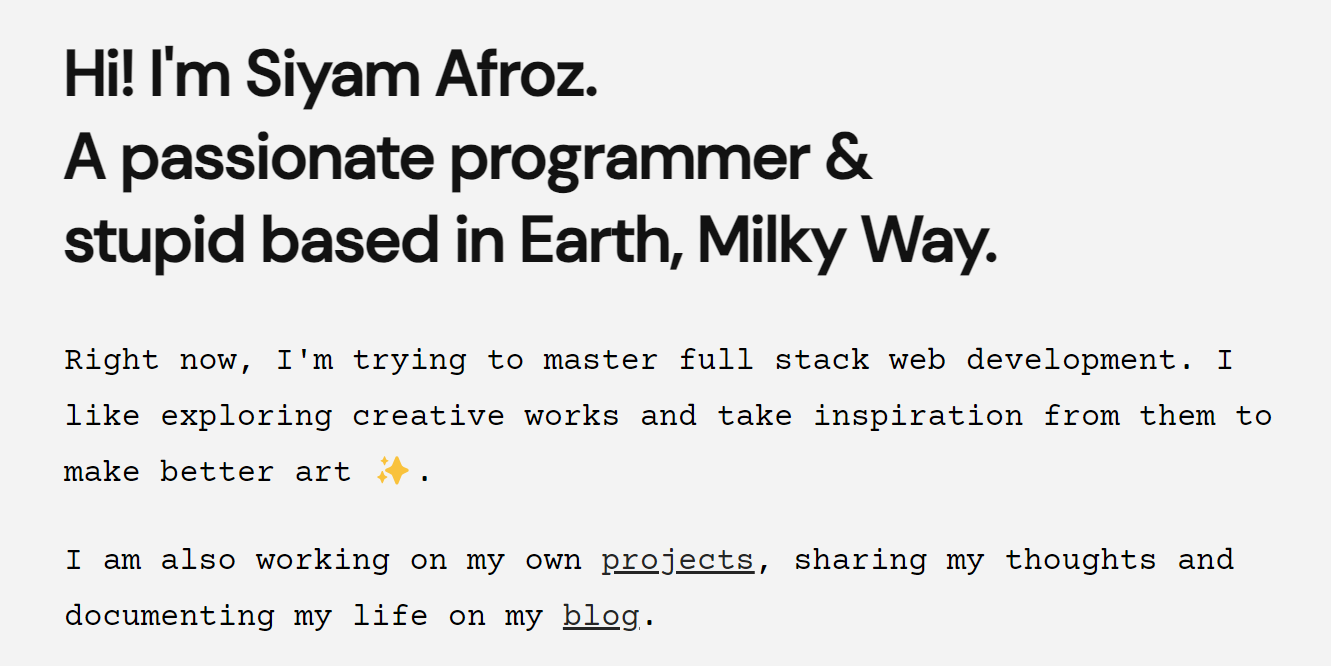 Hi! I'm Siyam Afroz.
A passionate programmer &
stupid based in Earth, Milky Way.
Right now, I'm trying to master full stack web development. I
like exploring creative works and take inspiration from them to
make better art ✨.
I am also working on my own projects, sharing my thoughts and
documenting my life on my blog.